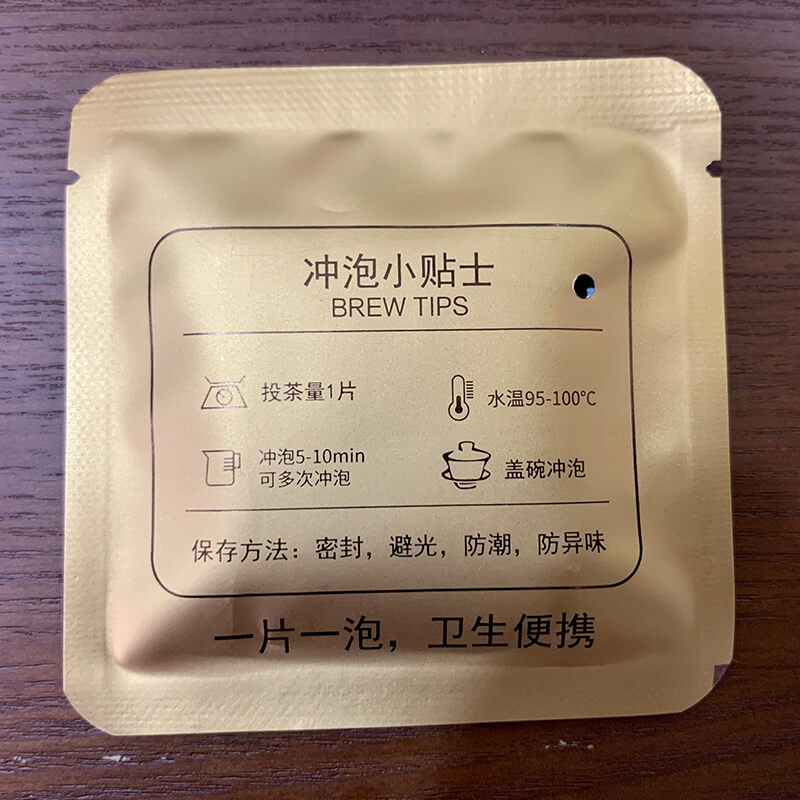 冲泡小贴士
BREW TIPS
投茶量1片
水温95-100℃
冲泡5-10min
可多次冲泡
盖碗冲泡
保存方法：密封，避光，防潮，防异味
一片一泡，卫生便携